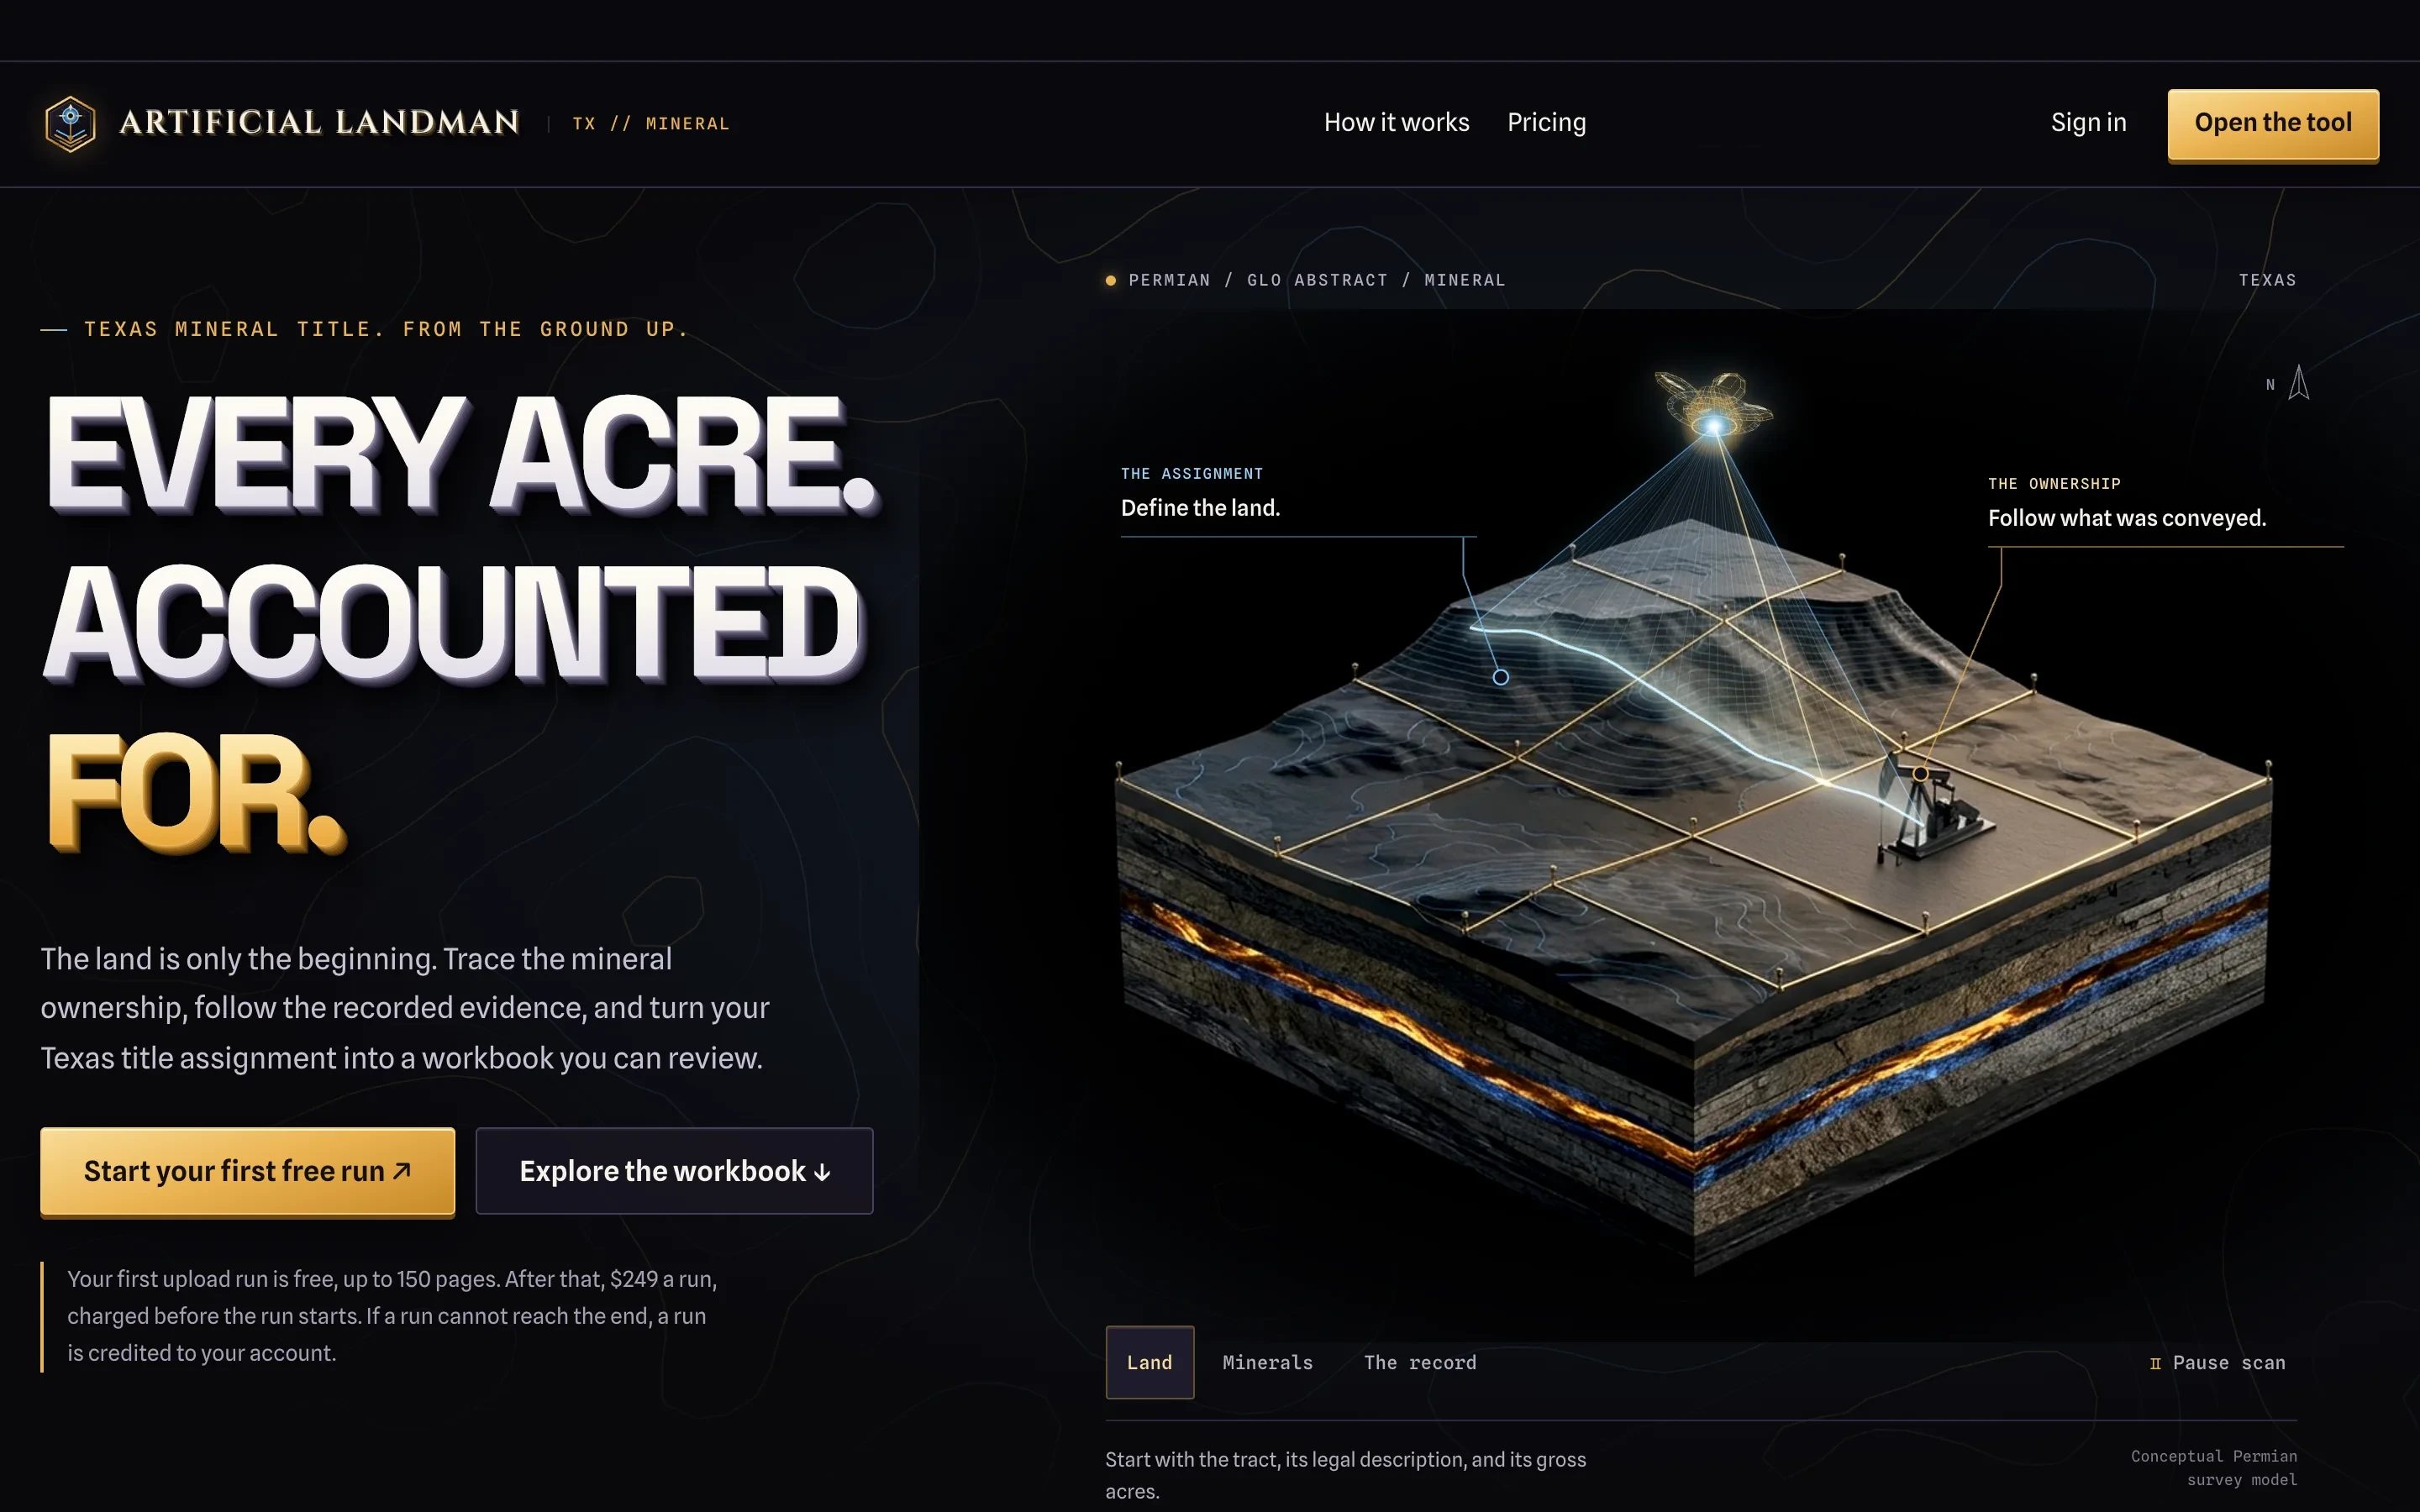 ARTIFICIAL LANDMAN
TX // MINERAL
How it works
Pricing
Sign in
Open the tool
TEXAS MINERAL TITLE. FROM THE GROUND UP.
EVERY ACRE.
ACCOUNTED
FOR.
The land is only the beginning. Trace the mineral
ownership, follow the recorded evidence, and turn your
Texas title assignment into a workbook you can review.
Start your first free run ↗
Explore the workbook ↓
Your first upload run is free, up to 150 pages. After that, $249 a run,
charged before the run starts. If a run cannot reach the end, a run
is credited to your account.
PERMIAN / GLO ABSTRACT / MINERAL
TEXAS
N
THE ASSIGNMENT
Define the land.
THE OWNERSHIP
Follow what was conveyed.
Land
Minerals
The record
Pause scan
Start with the tract, its legal description, and its gross
acres.
Conceptual Permian
survey model